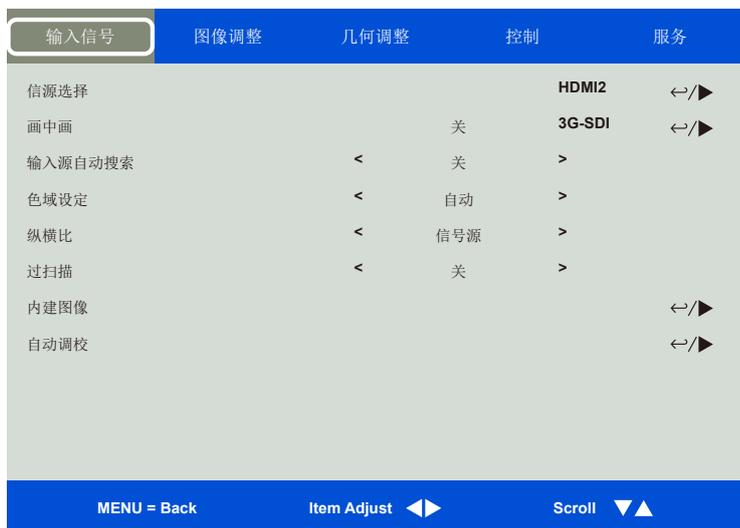 输入信号 图像调整 几何调整 控制 服务
信源选择 HDMI2 ↩/▶
画中画 关 3G-SDI ↩/▶
输入源自动搜索 < 关 >
色域设定 < 自动 >
纵横比 < 信号源 >
过扫描 < 关 >
内建图像 ↩/▶
自动调校 ↩/▶
MENU = Back Item Adjust ◀▶ Scroll ▼▲